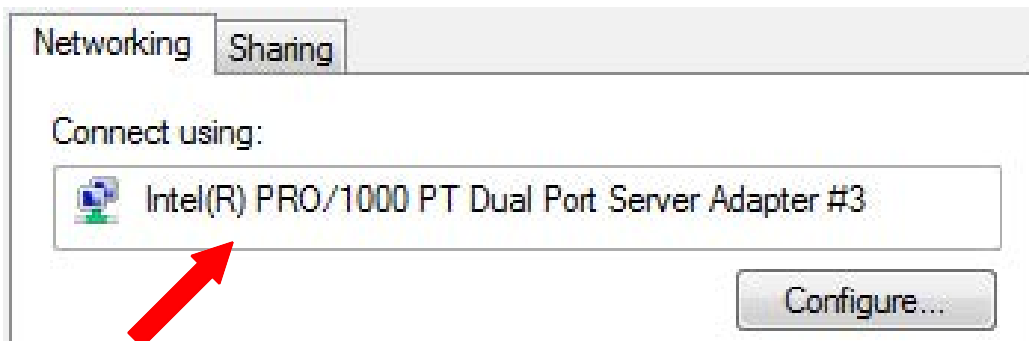 Networking Sharing
Connect using:
Intel(R) PRO/1000 PT Dual Port Server Adapter #3
Configure...